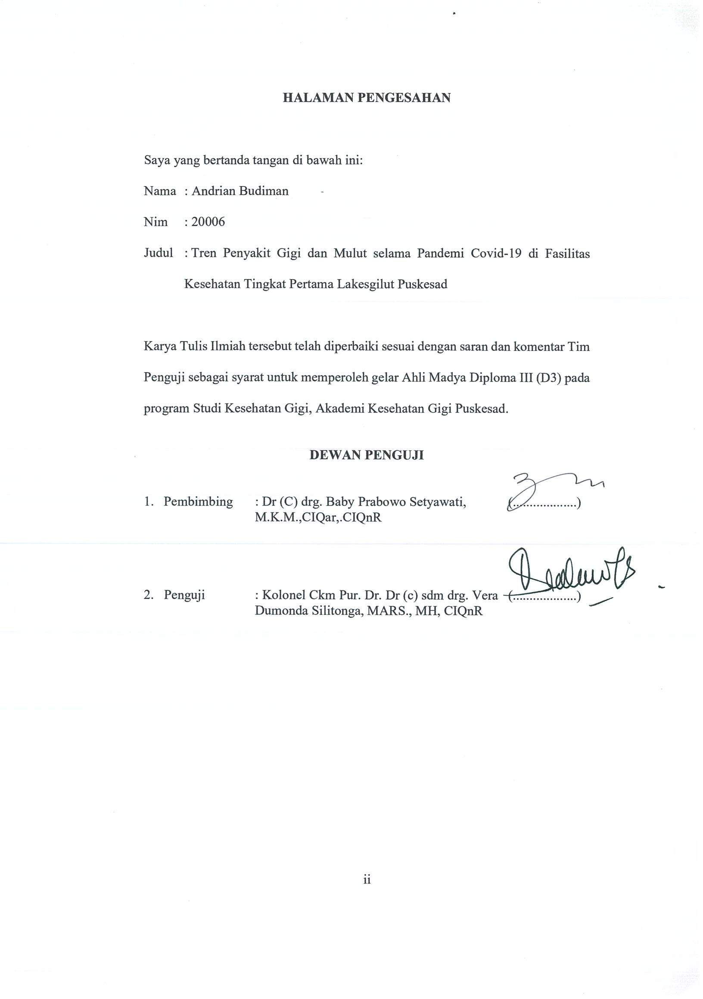 HALAMAN PENGESAHAN
Saya yang bertanda tangan di bawah ini:
Nama : Andrian Budiman
Nim : 20006
Judul : Tren Penyakit Gigi dan Mulut selama Pandemi Covid-19 di Fasilitas
Kesehatan Tingkat Pertama Lakesgilut Puskesad
Karya Tulis Ilmiah tersebut telah diperbaiki sesuai dengan saran dan komentar Tim
Penguji sebagai syarat untuk memperoleh gelar Ahli Madya Diploma III (D3) pada
program Studi Kesehatan Gigi, Akademi Kesehatan Gigi Puskesad.
DEWAN PENGUJI
1. Pembimbing : Dr (C) drg. Baby Prabowo Setyawati, (...................)
M.K.M.,CIQar,.CIQnR
2. Penguji : Kolonel Ckm Pur. Dr. Dr (c) sdm drg. Vera (...................)
Dumonda Silitonga, MARS., MH, CIQnR
ii